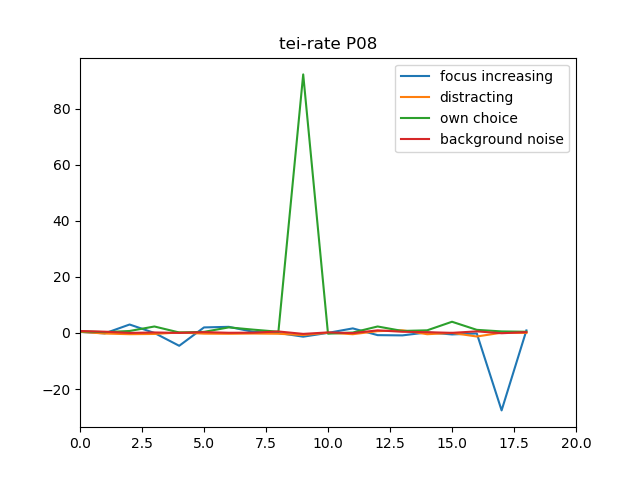 tei-rate P08
focus increasing
distracting
own choice
background noise
80
60
40
20
0
−20
0.0 2.5 5.0 7.5 10.0 12.5 15.0 17.5 20.0